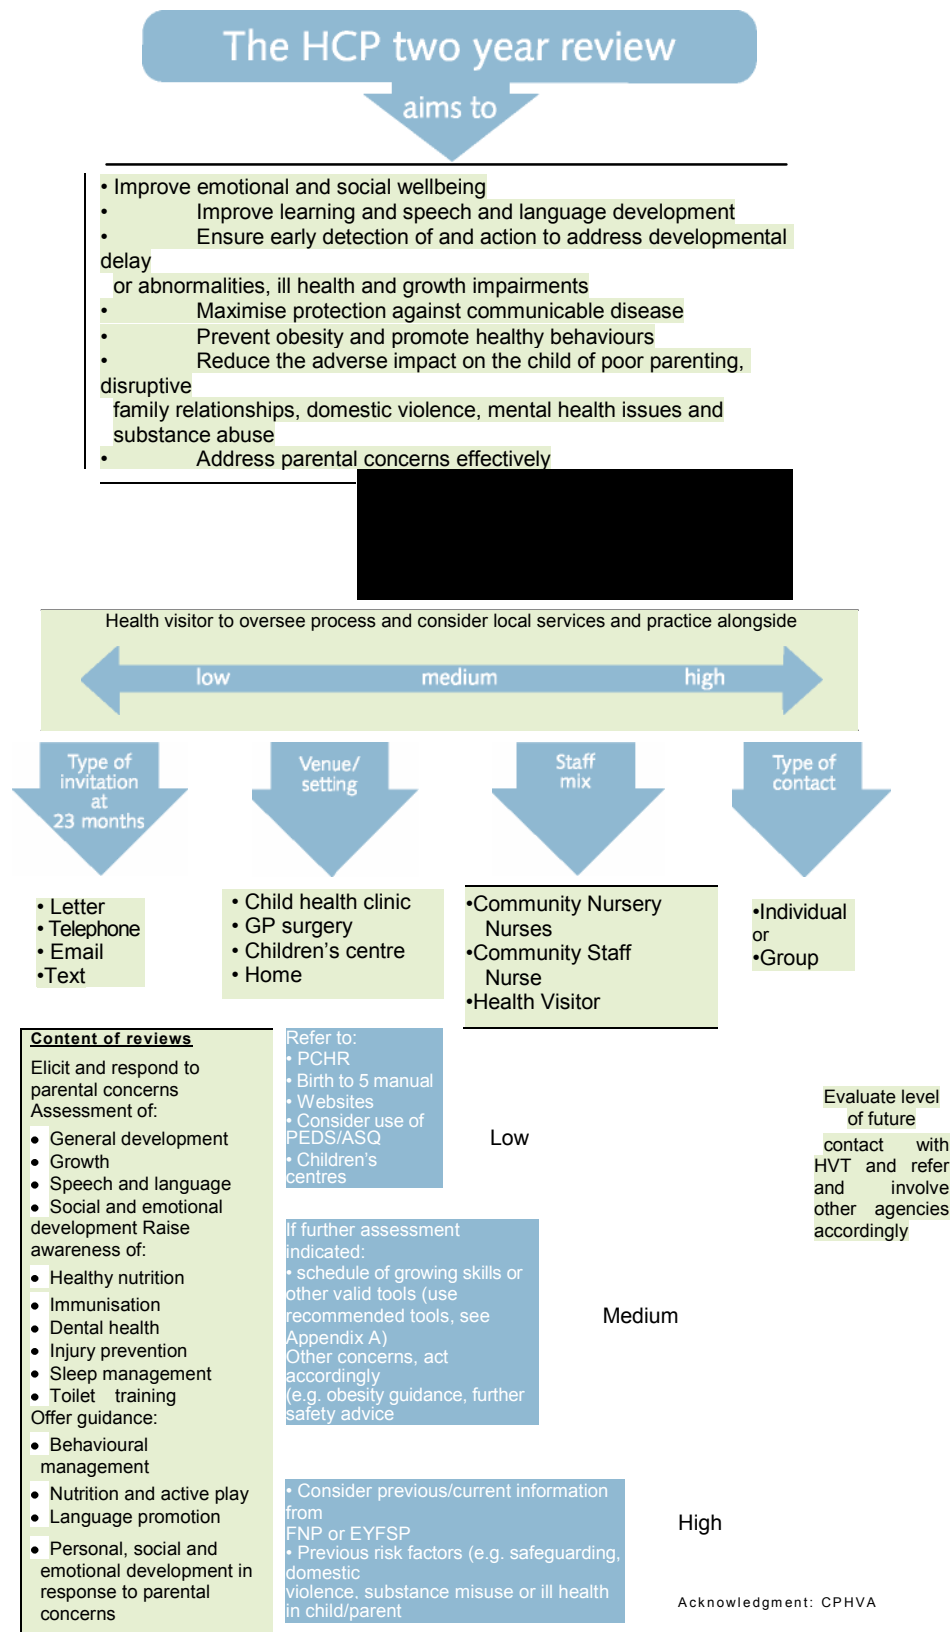 The HCP two year review
aims to
• Improve emotional and social wellbeing
• Improve learning and speech and language development
• Ensure early detection of and action to address developmental
delay
or abnormalities, ill health and growth impairments
• Maximise protection against communicable disease
• Prevent obesity and promote healthy behaviours
• Reduce the adverse impact on the child of poor parenting,
disruptive
family relationships, domestic violence, mental health issues and
substance abuse
• Address parental concerns effectively
Health visitor to oversee process and consider local services and practice alongside
low medium high
Type of
invitation
at
23 months
Venue/
setting
Staff
mix
Type of
contact
• Letter
• Telephone
• Email
•Text
• Child health clinic
• GP surgery
• Children's centre
• Home
•Community Nursery
Nurses
•Community Staff
Nurse
•Health Visitor
•Individual
or
•Group
Content of reviews
Elicit and respond to
parental concerns
Assessment of:
• General development
• Growth
• Speech and language
• Social and emotional
development Raise
awareness of:
• Healthy nutrition
• Immunisation
• Dental health
• Injury prevention
• Sleep management
• Toilet training
Offer guidance:
• Behavioural
management
• Nutrition and active play
• Language promotion
• Personal, social and
emotional development in
response to parental
concerns
Refer to:
• PCHR
• Birth to 5 manual
• Websites
• Consider use of
PEDS/ASQ
• Children's
centres
Low
If further assessment
indicated:
• schedule of growing skills or
other valid tools (use
recommended tools, see
Appendix A)
Other concerns, act
accordingly
(e.g. obesity guidance, further
safety advice
Medium
• Consider previous/current information
from
FNP or EYFSP
• Previous risk factors (e.g. safeguarding,
domestic
violence, substance misuse or ill health
in child/parent
High
Evaluate level
of future
contact with
HVT and refer
and involve
other agencies
accordingly
Acknowledgment: CPHVA